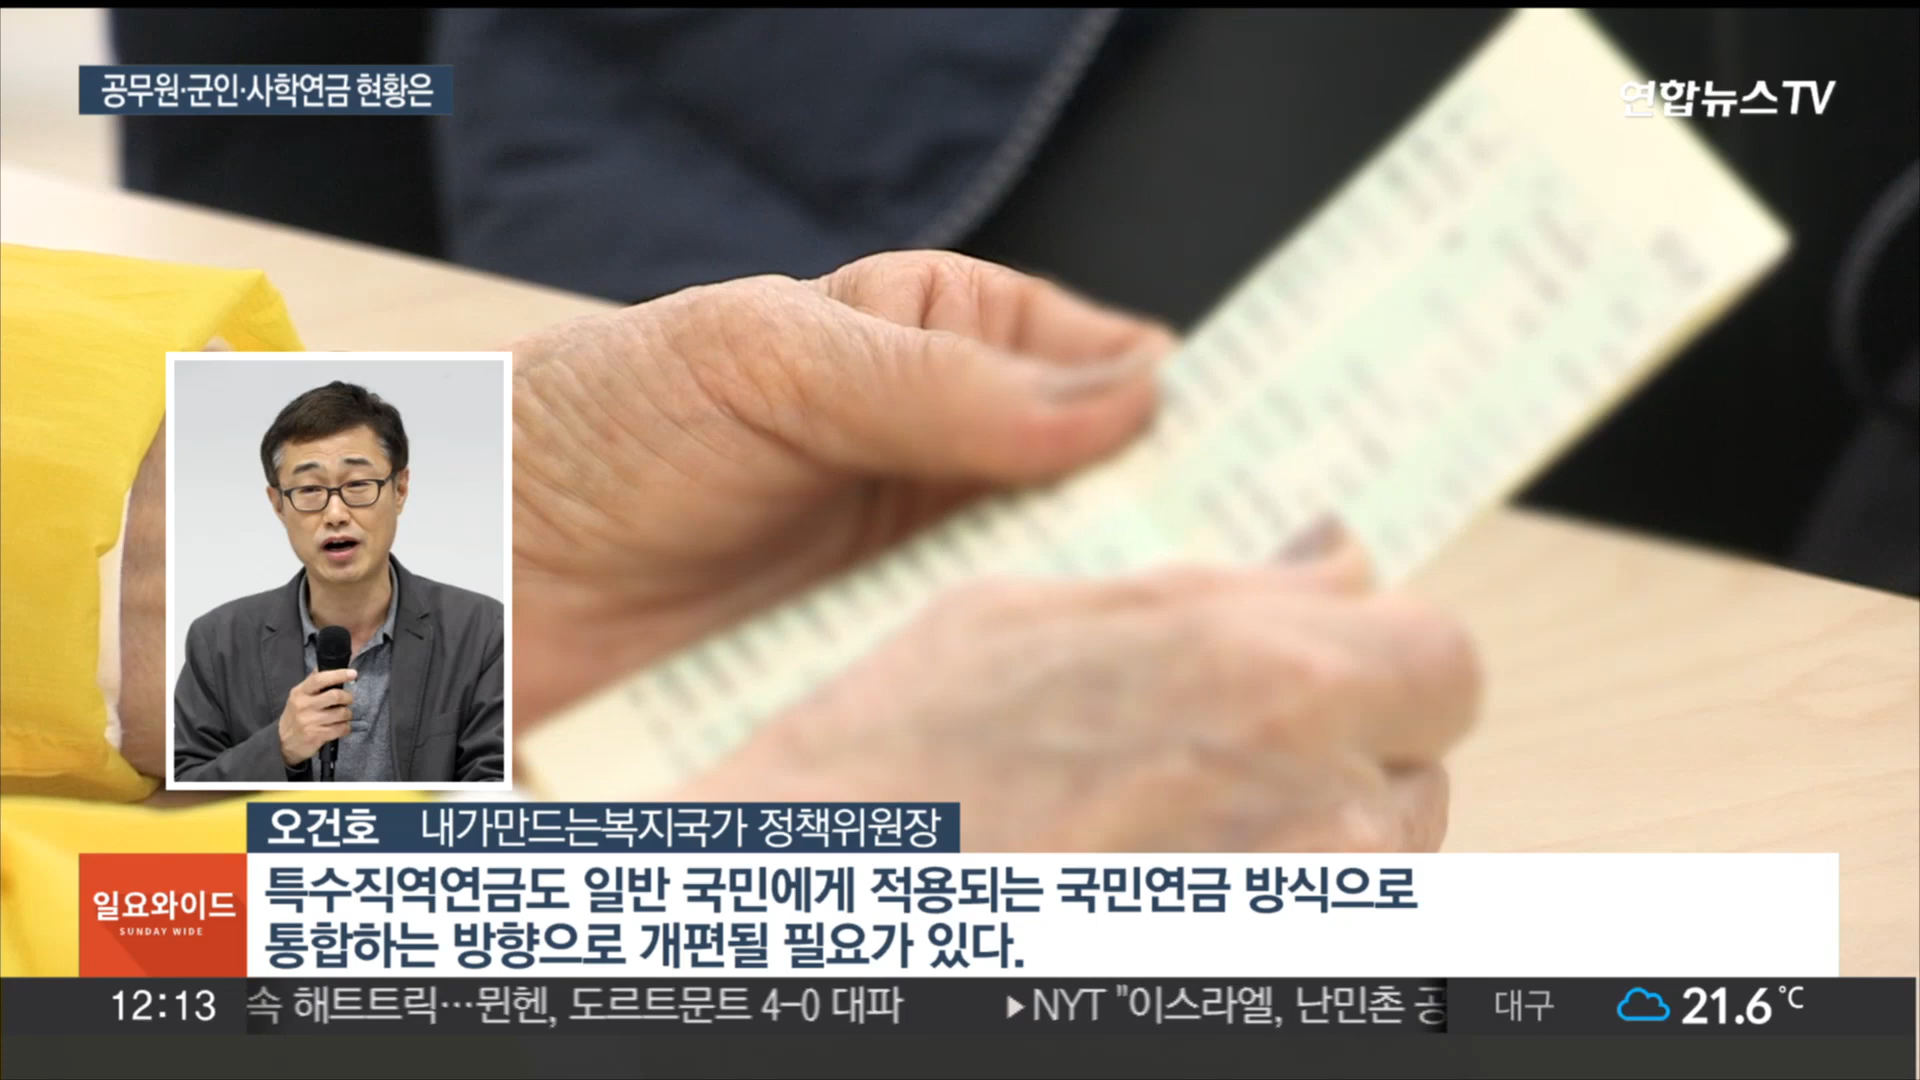 공무원·군인·사학연금 현황은
연합뉴스TV
오건호 내가만드는복지국가 정책위원장
일요와이드
SUNDAY WIDE
특수직역연금도 일반 국민에게 적용되는 국민연금 방식으로
통합하는 방향으로 개편될 필요가 있다.
12:13 속 해트트릭…뮌헨, 도르트문트 4-0 대파 ▶NYT "이스라엘, 난민촌 공 대구 21.6℃